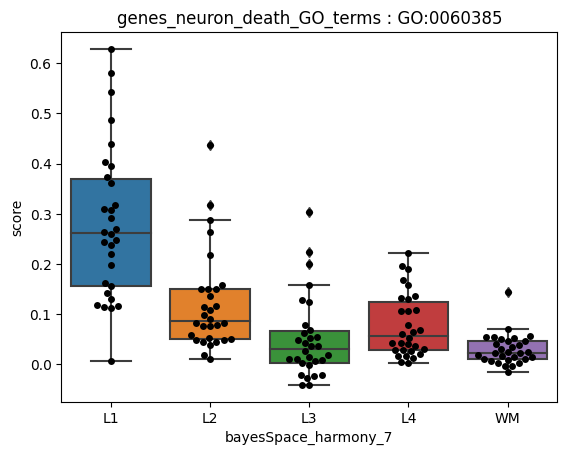 genes_neuron_death_GO_terms : GO:0060385
score
0.6
0.5
0.4
0.3
0.2
0.1
0.0
L1 L2 L3 L4 WM
bayesSpace_harmony_7